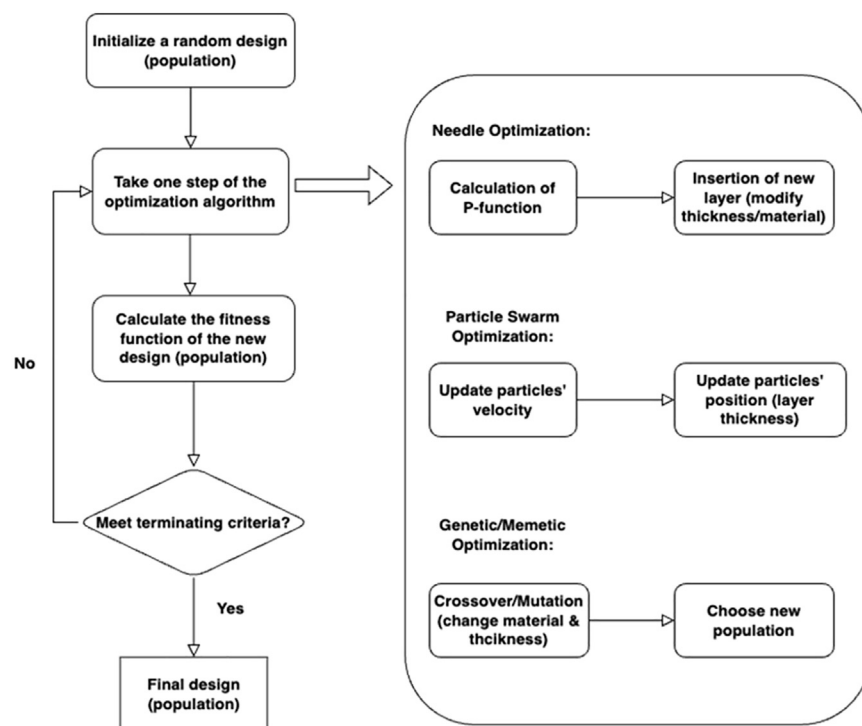 Initialize a random design
(population)
Take one step of the
optimization algorithm
Calculate the fitness
function of the new
design (population)
No
Meet terminating criteria?
Yes
Final design
(population)
Needle Optimization:
Calculation of
P-function
Insertion of new
layer (modify
thickness/material)
Particle Swarm
Optimization:
Update particles'
velocity
Update particles'
position (layer
thickness)
Genetic/Memetic
Optimization:
Crossover/Mutation
(change material &
thcikness)
Choose new
population